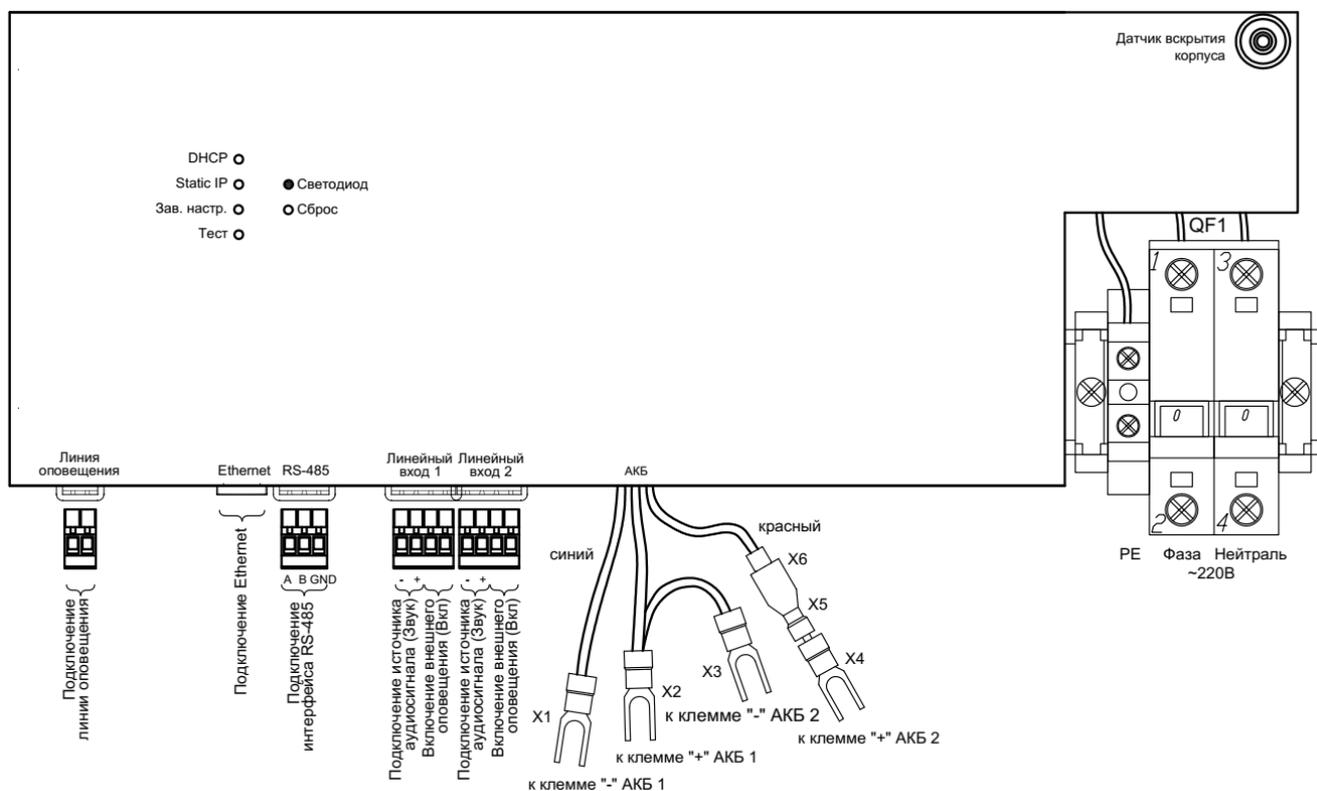 Датчик вскрытия
корпуса
DHCP
Static IP
Светодиод
Зав. настр.
Сброс
Тест
QF1
1
3
0
0
2
4
PE
Фаза
Нейтраль
~220В
Линия
оповещения
Ethernet
RS-485
Линейный
вход 1
Линейный
вход 2
АКБ
A B GND
- +
- +
Подключение
линии оповещения
Подключение Ethernet
Подключение
интерфейса RS-485
Подключение источника
аудиосигнала (Звук)
Включение внешнего
оповещения (Вкл)
Подключение источника
аудиосигнала (Звук)
Включение внешнего
оповещения (Вкл)
синий
красный
X6
X5
X4
X3
X2
X1
к клемме "-" АКБ 2
к клемме "+" АКБ 2
к клемме "+" АКБ 1
к клемме "-" АКБ 1